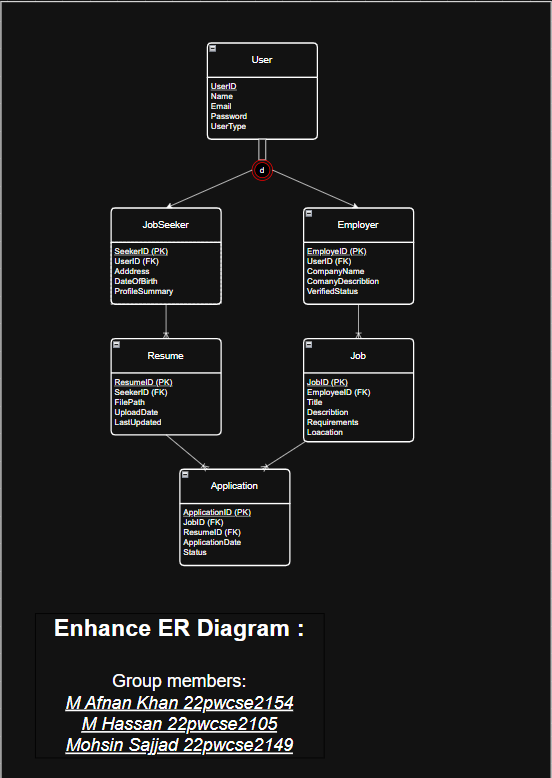 User
UserID
Name
Email
Password
UserType
d
JobSeeker
SeekerID (PK)
UserID (FK)
Adddress
DateOfBirth
ProfileSummary
Employer
EmployeID (PK)
UserID (FK)
CompanyName
ComanyDescribtion
VerifiedStatus
Resume
ResumeID (PK)
SeekerID (FK)
FilePath
UploadDate
LastUpdated
Job
JobID (PK)
EmployeeID (FK)
Title
Describtion
Requirements
Loacation
Application
ApplicationID (PK)
JobID (FK)
ResumeID (FK)
ApplicationDate
Status
Enhance ER Diagram :
Group members:
M Afnan Khan 22pwcse2154
M Hassan 22pwcse2105
Mohsin Sajjad 22pwcse2149